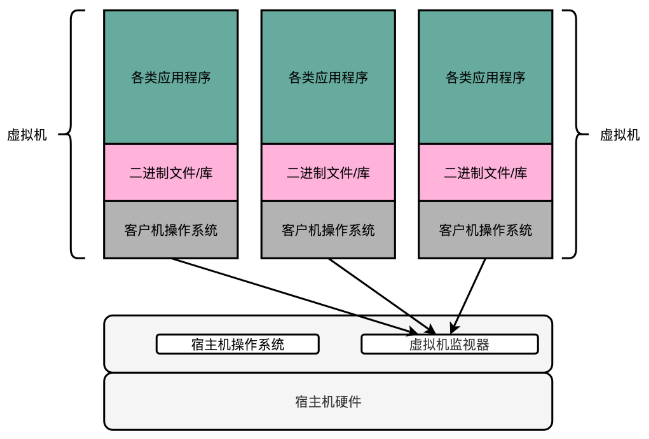 各类应用程序
各类应用程序
各类应用程序
虚拟机
虚拟机
二进制文件/库
二进制文件/库
二进制文件/库
客户机操作系统
客户机操作系统
客户机操作系统
宿主机操作系统
虚拟机监视器
宿主机硬件